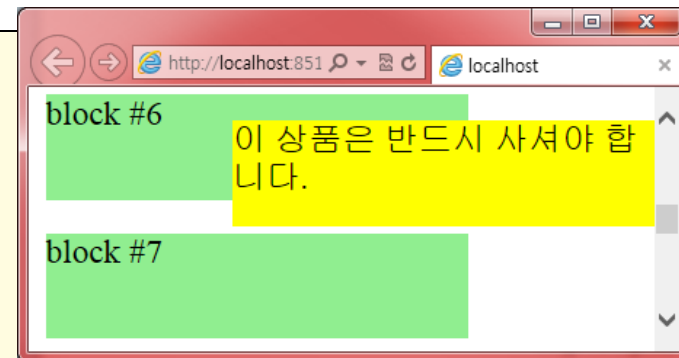 http://localhost:851
localhost
block #6
이 상품은 반드시 사셔야 합
니다.
block #7